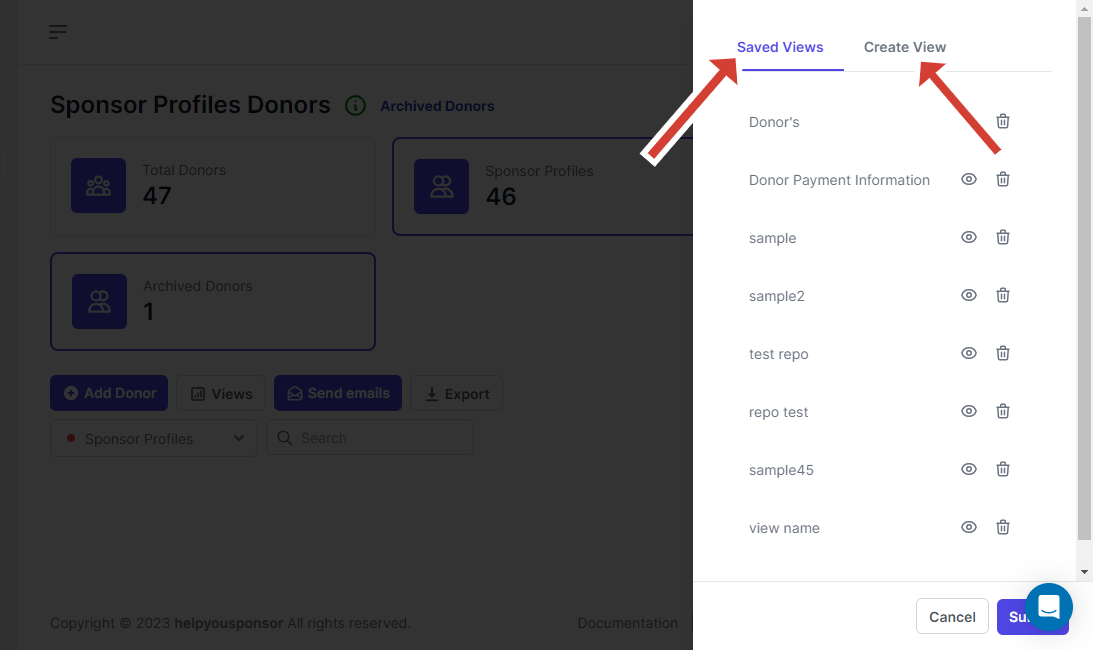 Sponsor Profiles Donors
Archived Donors
Total Donors
47
Sponsor Profiles
46
Archived Donors
1
Add Donor
Views
Send emails
Export
Sponsor Profiles
Search
Copyright © 2023 helpyousponsor All rights reserved.
Documentation
Saved Views
Create View
Donor's
Donor Payment Information
sample
sample2
test repo
repo test
sample45
view name
Cancel